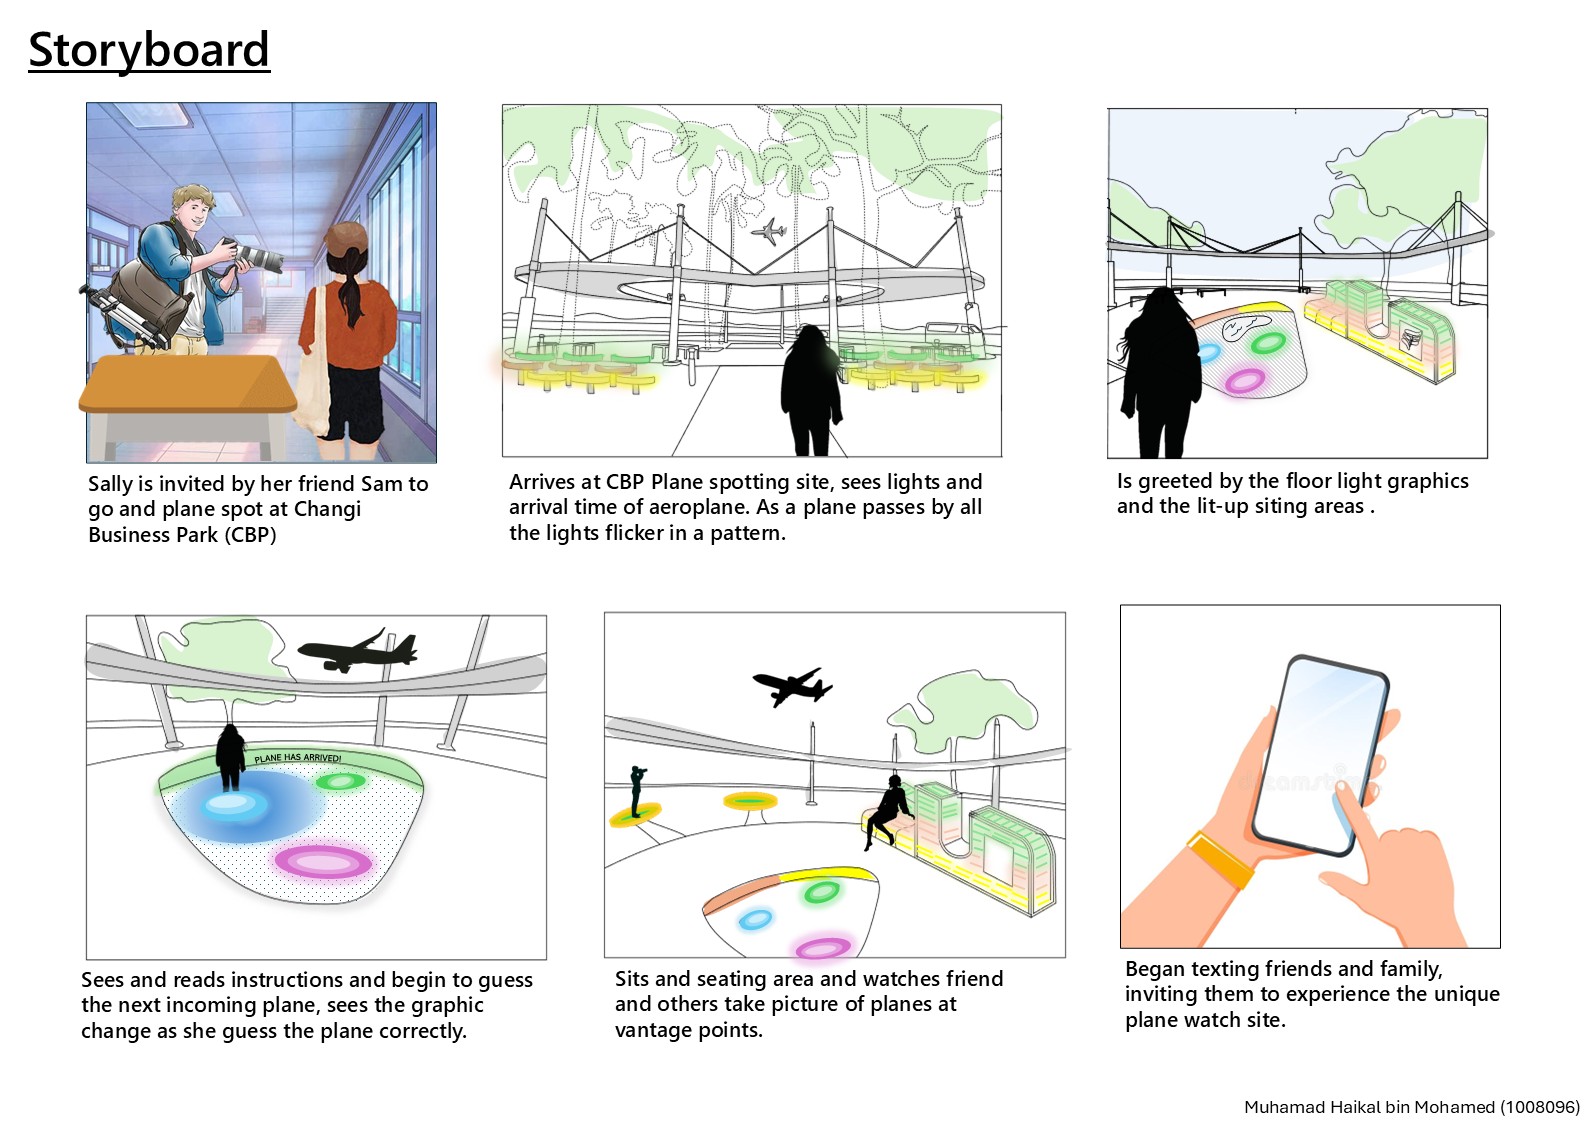 Storyboard
Sally is invited by her friend Sam to
go and plane spot at Changi
Business Park (CBP)
Arrives at CBP Plane spotting site, sees lights and
arrival time of aeroplane. As a plane passes by all
the lights flicker in a pattern.
Is greeted by the floor light graphics
and the lit-up siting areas .
PLANE HAS ARRIVED!
Sees and reads instructions and begin to guess
the next incoming plane, sees the graphic
change as she guess the plane correctly.
Sits and seating area and watches friend
and others take picture of planes at
vantage points.
dreamstime
Began texting friends and family,
inviting them to experience the unique
plane watch site.
Muhamad Haikal bin Mohamed (1008096)